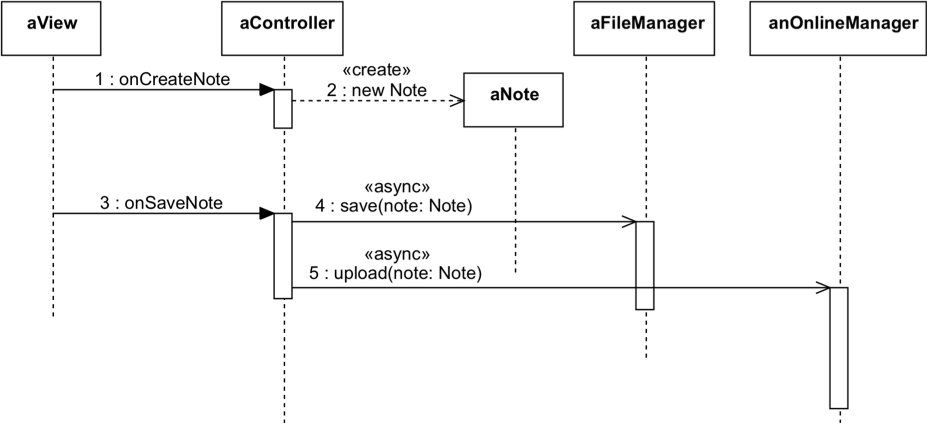 aView
aController
aFileManager
anOnlineManager
1 : onCreateNote
«create»
2 : new Note
aNote
3 : onSaveNote
«async»
4 : save(note: Note)
«async»
5 : upload(note: Note)